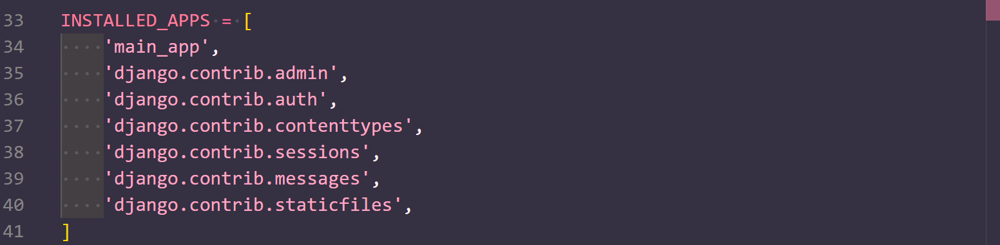 33 INSTALLED_APPS = [
34     'main_app',
35     'django.contrib.admin',
36     'django.contrib.auth',
37     'django.contrib.contenttypes',
38     'django.contrib.sessions',
39     'django.contrib.messages',
40     'django.contrib.staticfiles',
41 ]